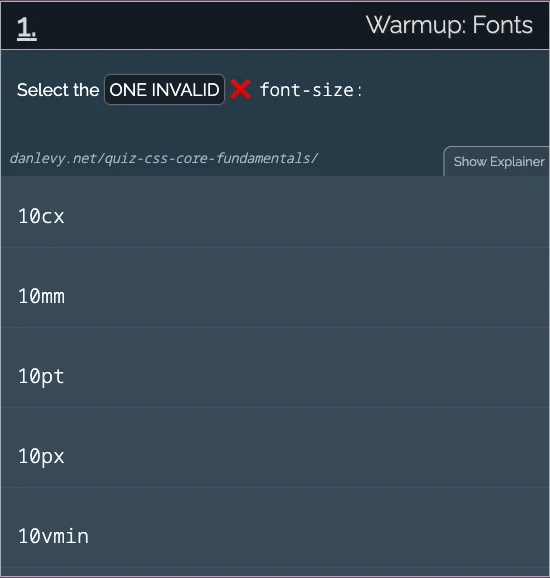 1.
Warmup: Fonts
Select the ONE INVALID ❌ font-size:
danlevy.net/quiz-css-core-fundamentals/
Show Explainer
10cx
10mm
10pt
10px
10vmin